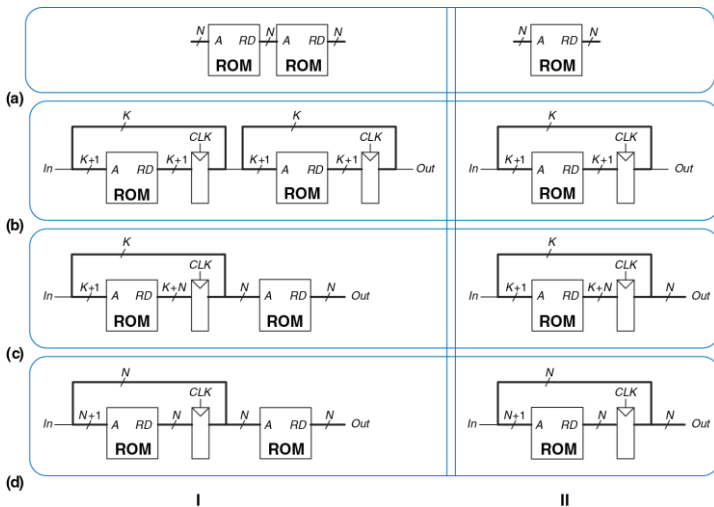 N A RD N A RD N N A RD N
ROM ROM ROM
(a)
K K K
CLK CLK CLK
In K+1 A RD K+1 K+1 A RD K+1 Out In K+1 A RD K+1 Out
ROM ROM ROM
(b)
K K
CLK CLK
In K+1 A RD K+N N A RD N Out In K+1 A RD K+N N Out
ROM ROM ROM
(c)
N N
CLK CLK
In N+1 A RD N N A RD N Out In N+1 A RD N N Out
ROM ROM ROM
(d)
I II